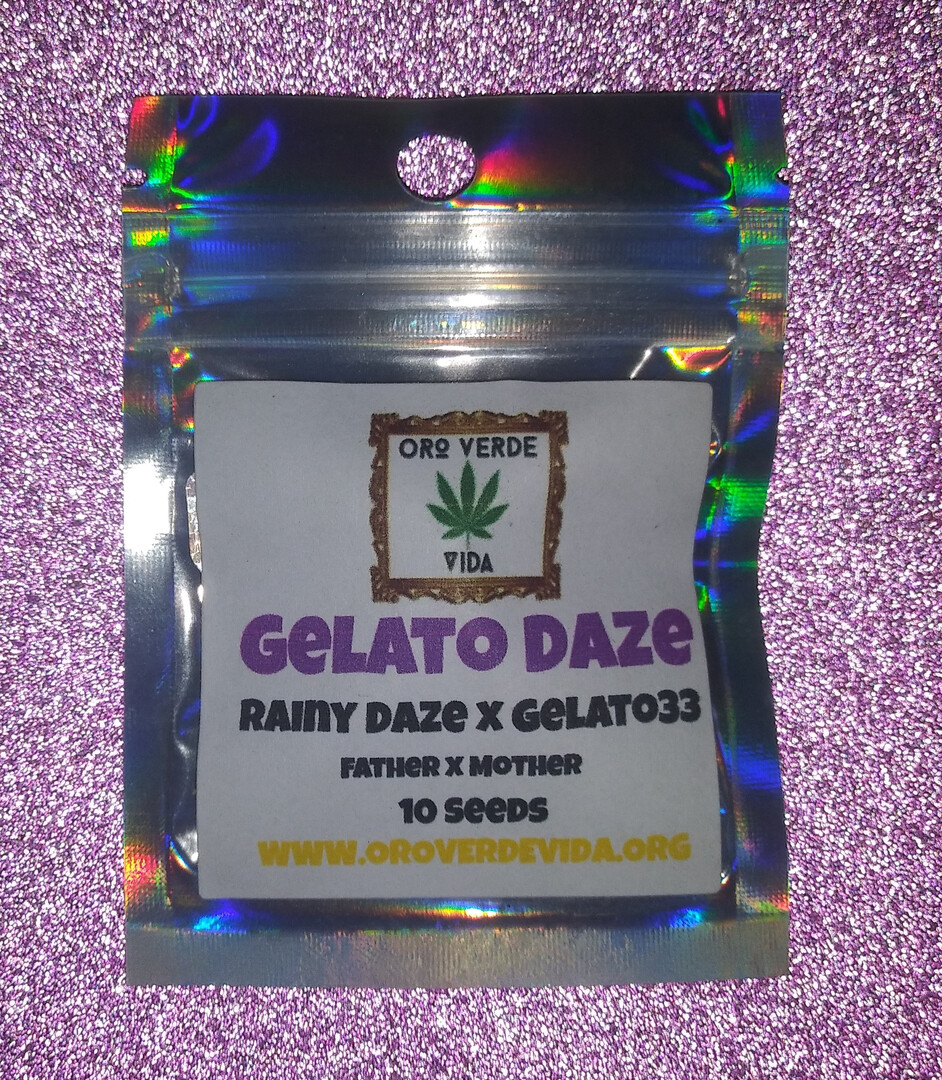 ORO VERDE
VIDA
GELATO DAZE
RAINY DAZE X GELATO33
FATHER X MOTHER
10 SEEDS
WWW.OROVERDEVIDA.ORG